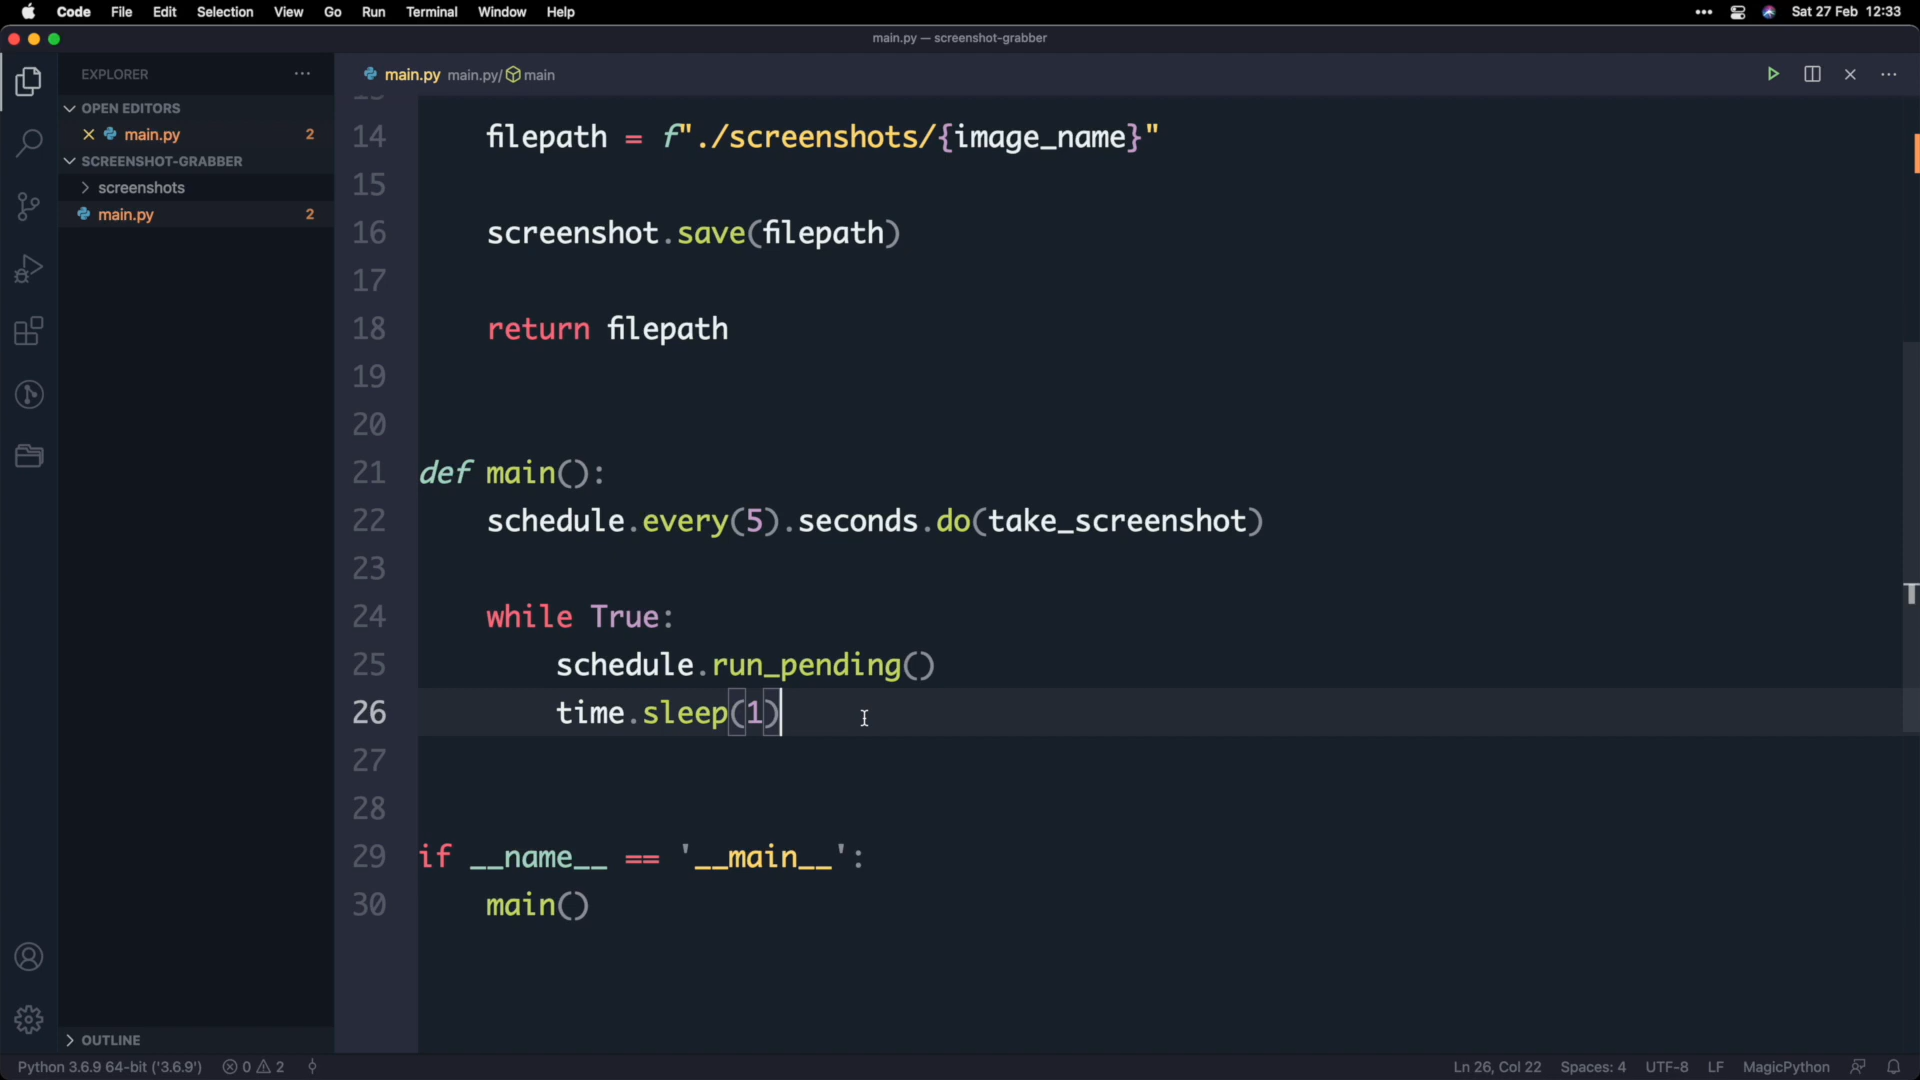 Code File Edit Selection View Go Run Terminal Window Help Sat 27 Feb 12:33
main.py — screenshot-grabber
EXPLORER
main.py main.py/ main
OPEN EDITORS
main.py 2
SCREENSHOT-GRABBER
screenshots
main.py 2
14 filepath = f"./screenshots/{image_name}"
15
16 screenshot.save(filepath)
17
18 return filepath
19
20
21 def main():
22 schedule.every(5).seconds.do(take_screenshot)
23
24 while True:
25 schedule.run_pending()
26 time.sleep(1)
27
28
29 if __name__ == '__main__':
30 main()
OUTLINE
Python 3.6.9 64-bit ('3.6.9') 0 2 Ln 26, Col 22 Spaces: 4 UTF-8 LF MagicPython